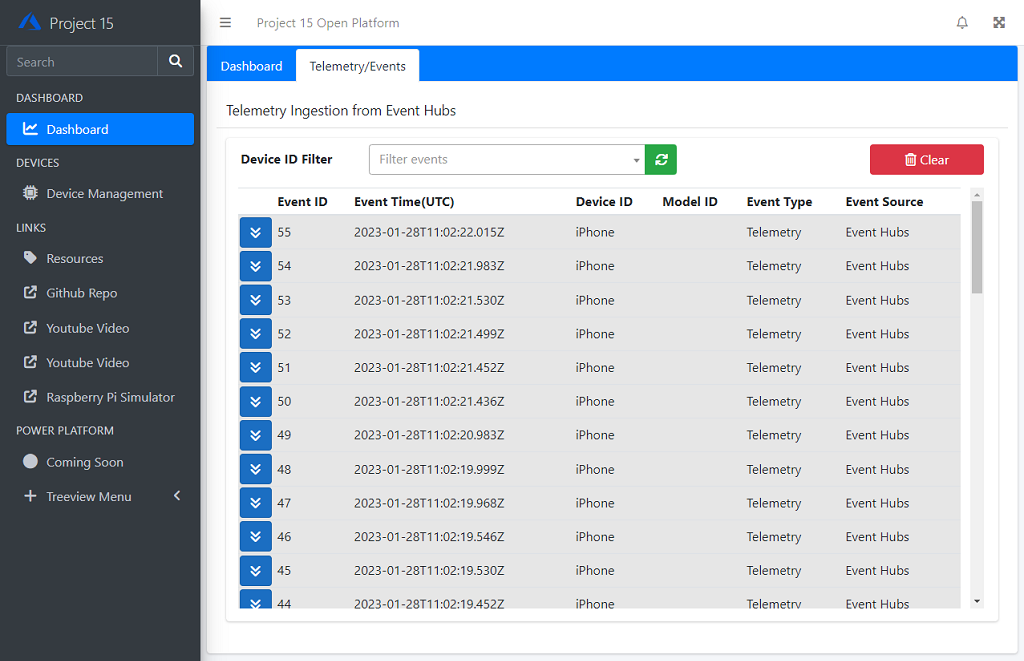 Project 15
Search
DASHBOARD
Dashboard
DEVICES
Device Management
LINKS
Resources
Github Repo
Youtube Video
Youtube Video
Raspberry Pi Simulator
POWER PLATFORM
Coming Soon
Treeview Menu
Project 15 Open Platform
Dashboard Telemetry/Events
Telemetry Ingestion from Event Hubs
Device ID Filter Filter events Clear
Event ID Event Time(UTC) Device ID Model ID Event Type Event Source
55 2023-01-28T11:02:22.015Z iPhone Telemetry Event Hubs
54 2023-01-28T11:02:21.983Z iPhone Telemetry Event Hubs
53 2023-01-28T11:02:21.530Z iPhone Telemetry Event Hubs
52 2023-01-28T11:02:21.499Z iPhone Telemetry Event Hubs
51 2023-01-28T11:02:21.452Z iPhone Telemetry Event Hubs
50 2023-01-28T11:02:21.436Z iPhone Telemetry Event Hubs
49 2023-01-28T11:02:20.983Z iPhone Telemetry Event Hubs
48 2023-01-28T11:02:19.999Z iPhone Telemetry Event Hubs
47 2023-01-28T11:02:19.968Z iPhone Telemetry Event Hubs
46 2023-01-28T11:02:19.546Z iPhone Telemetry Event Hubs
45 2023-01-28T11:02:19.530Z iPhone Telemetry Event Hubs
44 2023-01-28T11:02:19.452Z iPhone Telemetry Event Hubs